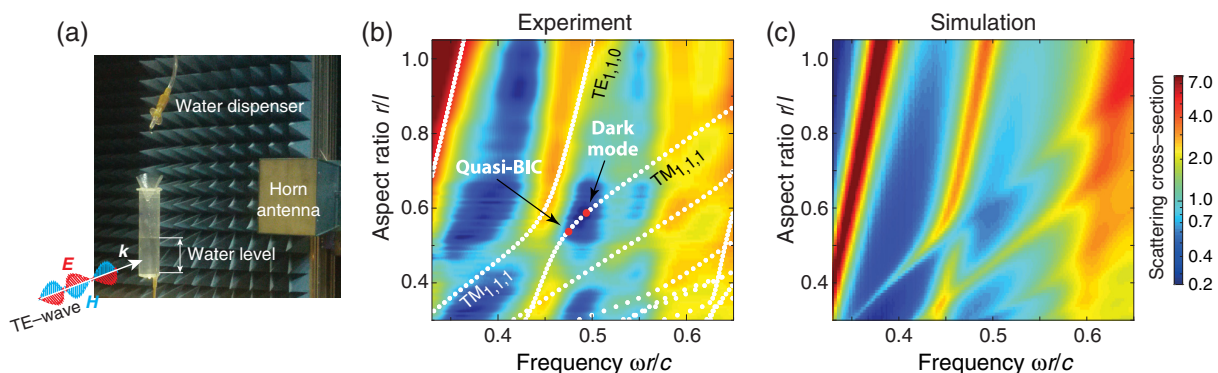 (a)
Water dispenser
Horn
antenna
Water level
k
E
H
TE–wave
(b)
Experiment
Aspect ratio r/l
1.0
0.8
0.6
0.4
TE1,1,0
Dark
mode
Quasi-BIC
TM1,1,1
TM1,1,1
0.4
0.5
0.6
Frequency ωr/c
(c)
Simulation
Aspect ratio r/l
1.0
0.8
0.6
0.4
0.4
0.5
0.6
Frequency ωr/c
Scattering cross–section
7.0
4.0
2.0
1.0
0.7
0.4
0.2